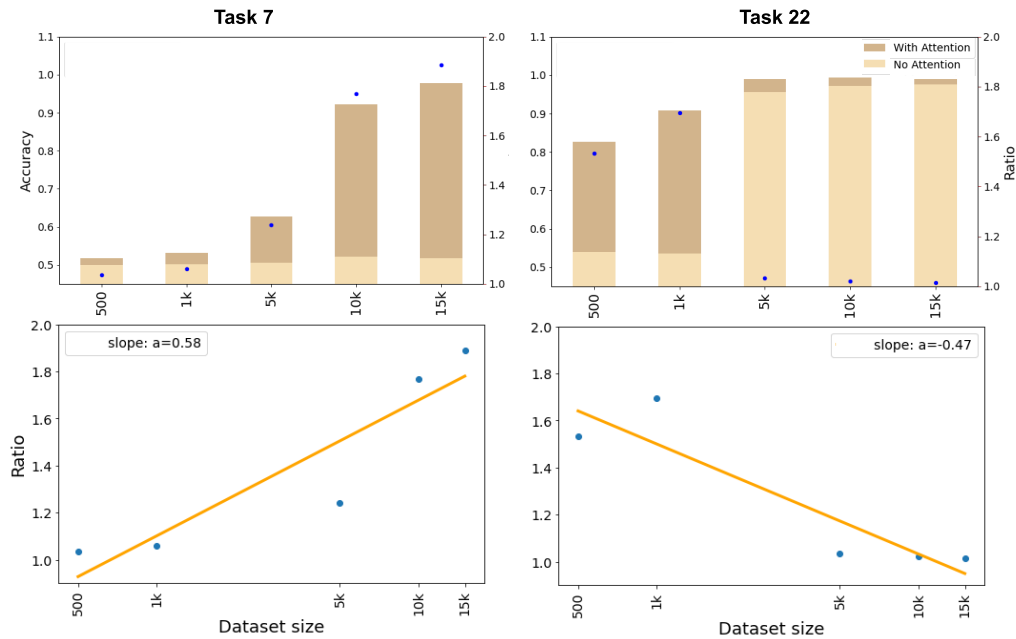 Task 7
Task 22
1.1
1.0
0.9
0.8
0.7
0.6
0.5
Accuracy
2.0
1.8
1.6
1.4
1.2
1.0
500
1k
5k
10k
15k
1.1
1.0
0.9
0.8
0.7
0.6
0.5
With Attention
No Attention
2.0
1.8
1.6
1.4
1.2
1.0
Ratio
500
1k
5k
10k
15k
slope: a=0.58
2.0
1.8
1.6
1.4
1.2
1.0
Ratio
500
1k
5k
10k
15k
Dataset size
slope: a=-0.47
2.0
1.8
1.6
1.4
1.2
1.0
500
1k
5k
10k
15k
Dataset size